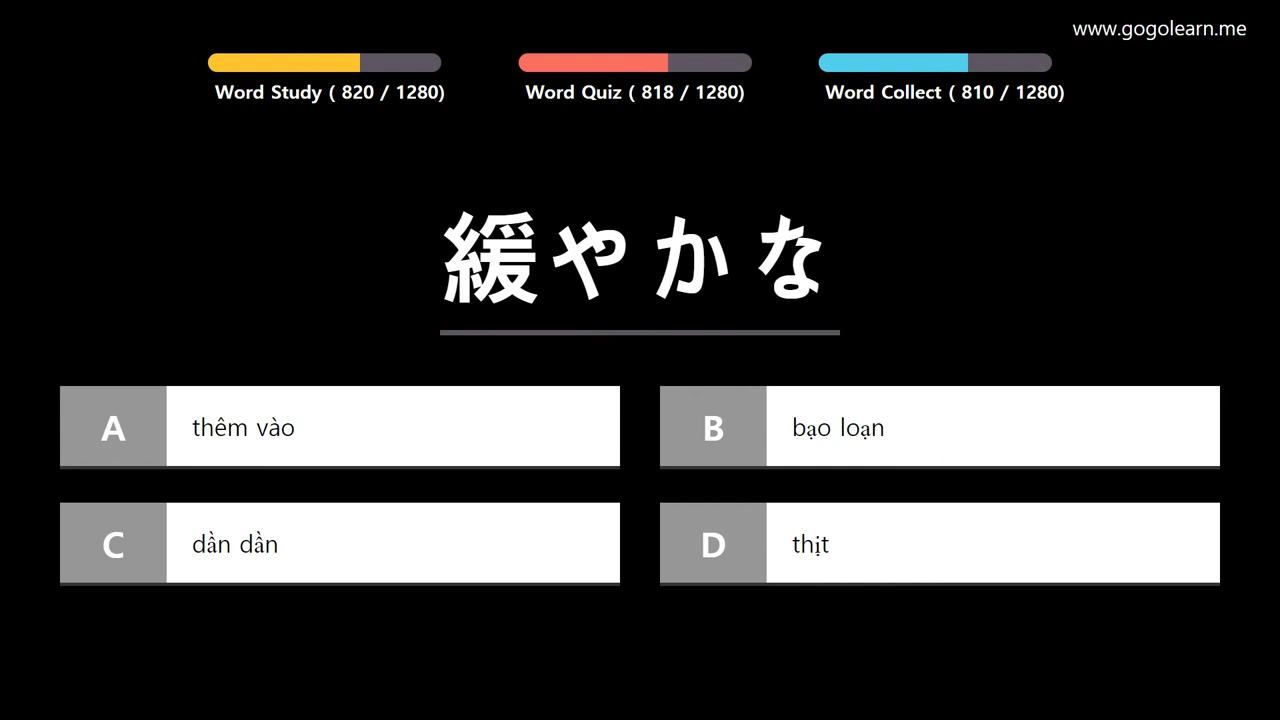 www.gogolearn.me
Word Study ( 820 / 1280)
Word Quiz ( 818 / 1280)
Word Collect ( 810 / 1280)
緩やかな
A thêm vào
B bạo loạn
C dần dần
D thịt